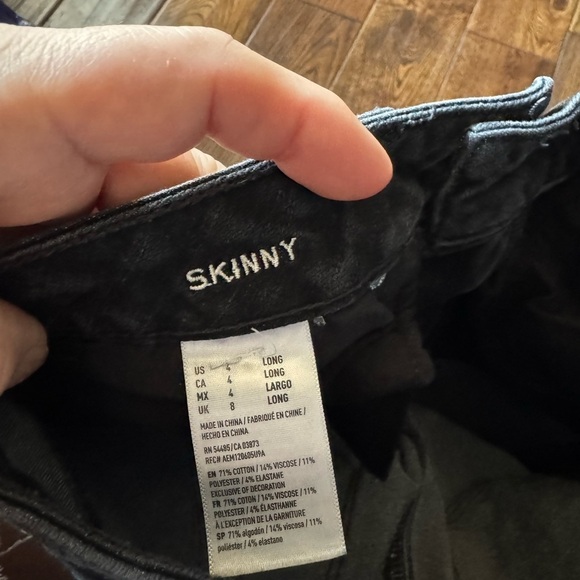 SKINNY
US 4 LONG
CA 4 LONG
MX 4 LARGO
UK 8 LONG
MADE IN CHINA / FABRIQUÉ EN CHINE /
HECHO EN CHINA
RN 54485/CA 03873
REC# AEM120605U9A
EN 71% COTTON / 14% VISCOSE / 11%
POLYESTER / 4% ELASTANE
EXCLUSIVE OF DECORATION
FR 71% COTON / 14% VISCOSE / 11%
POLYESTER / 4% ÉLASTHANNE
À L'EXCEPTION DE LA GARNITURE
SP 71% algodón / 14% viscosa / 11%
poliéster / 4% elastano